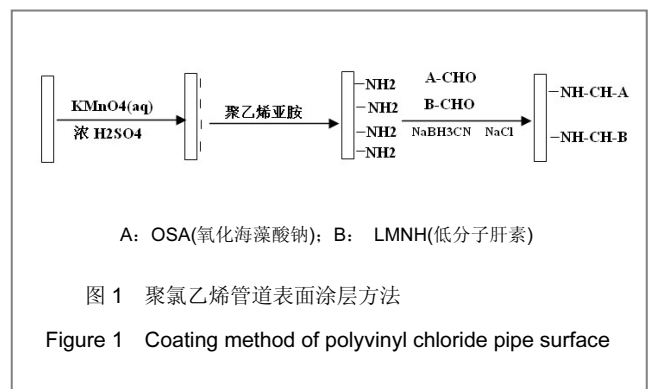 KMnO4(aq)
浓 H2SO4
聚乙烯亚胺
NH2
NH2
NH2
NH2
A-CHO
B-CHO
NaBH3CN NaCl
NH-CH-A
NH-CH-B
A：OSA(氧化海藻酸钠)；B： LMNH(低分子肝素)
图 1 聚氯乙烯管道表面涂层方法
Figure 1 Coating method of polyvinyl chloride pipe surface